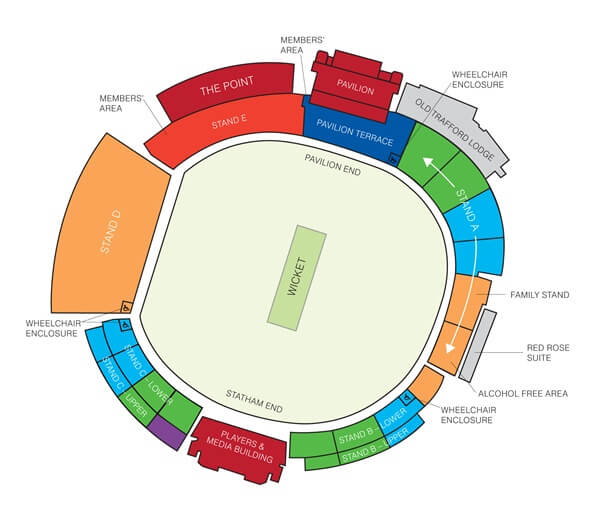 MEMBERS'
AREA
WHEELCHAIR
ENCLOSURE
THE POINT
PAVILION
MEMBERS'
AREA
STAND E
PAVILION TERRACE
OLD TRAFFORD LODGE
PAVILION END
STAND A
STAND D
WICKET
FAMILY STAND
WHEELCHAIR
ENCLOSURE
RED ROSE
SUITE
STAND C - LOWER
STAND C - UPPER
STATHAM END
ALCOHOL FREE AREA
WHEELCHAIR
ENCLOSURE
PLAYERS &
MEDIA BUILDING
STAND B - LOWER
STAND B - UPPER